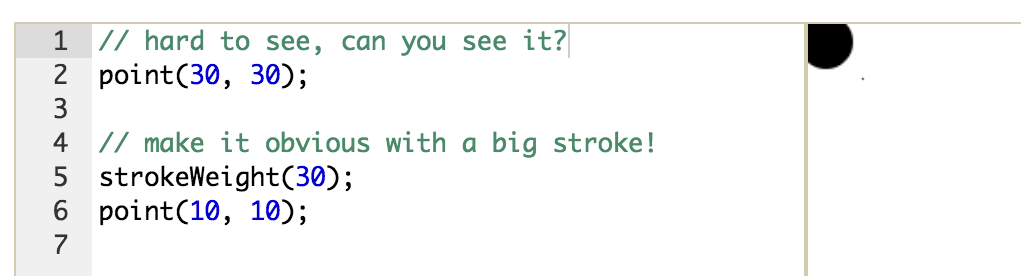 1 // hard to see, can you see it?
2 point(30, 30);
3
4 // make it obvious with a big stroke!
5 strokeWeight(30);
6 point(10, 10);
7